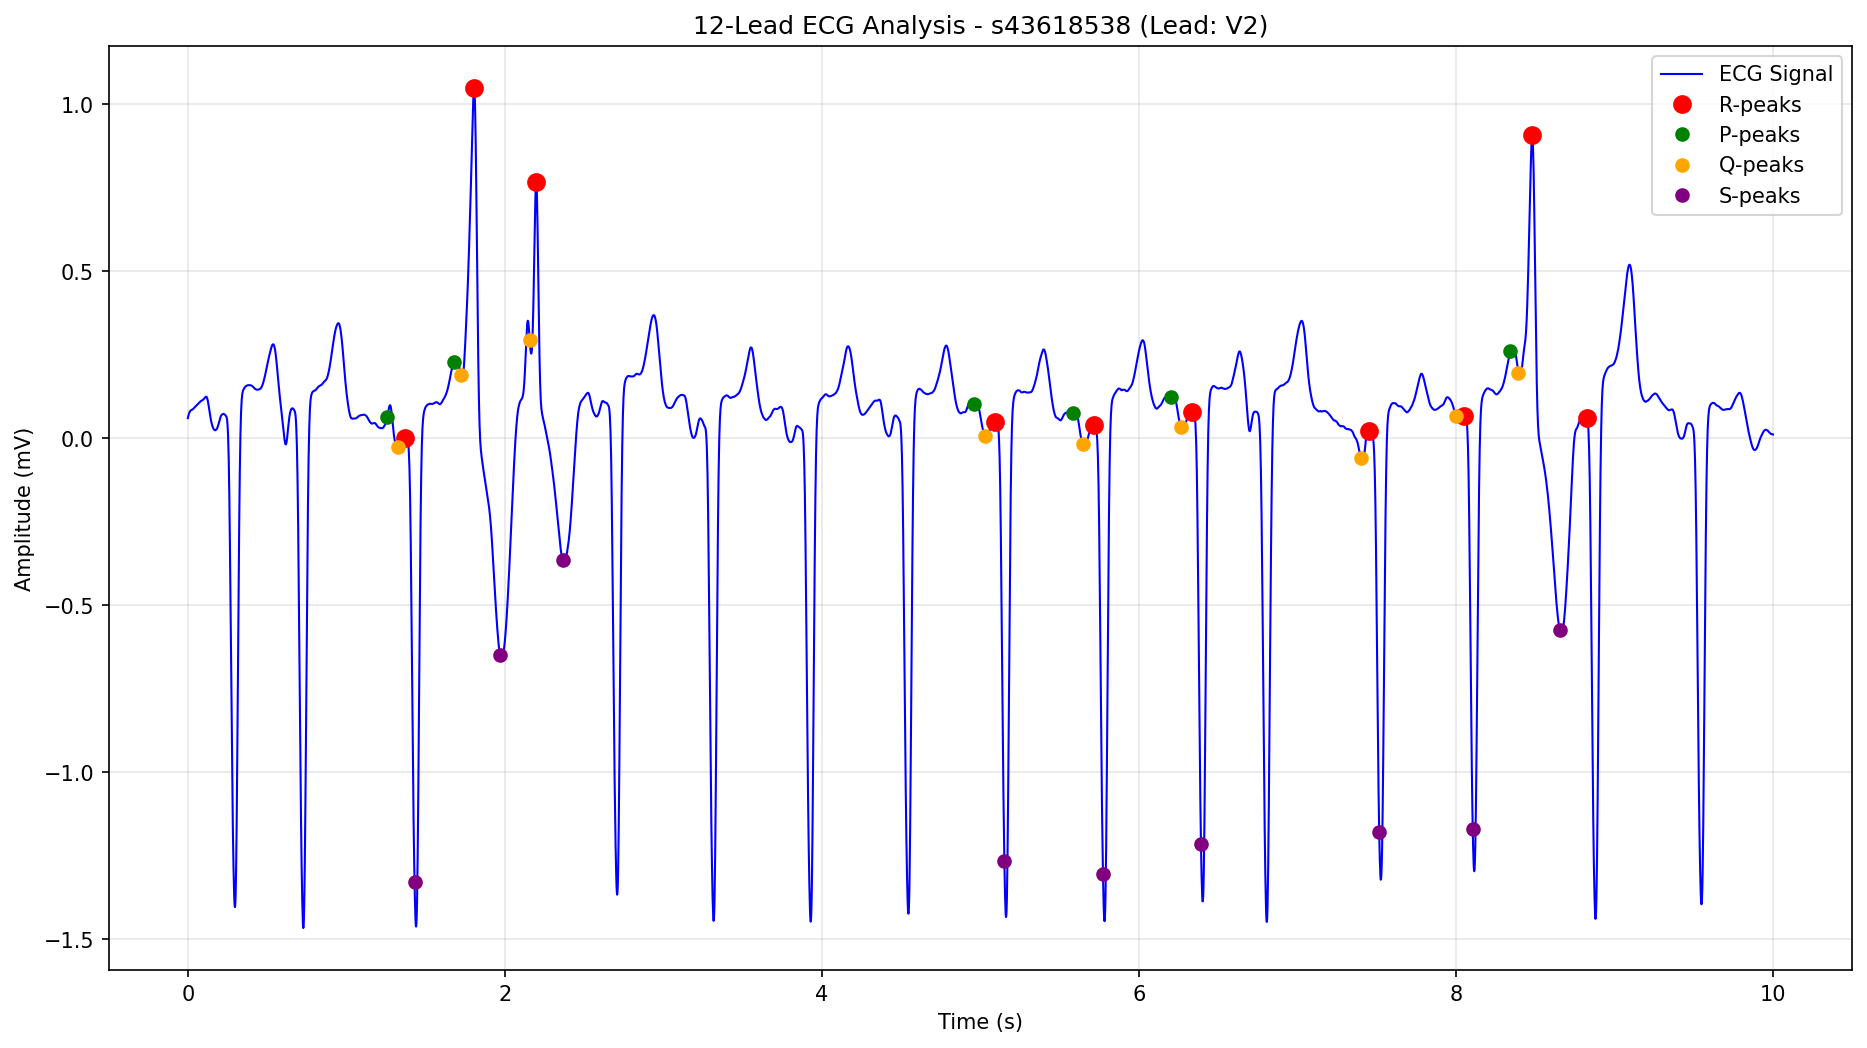 12-Lead ECG Analysis - s43618538 (Lead: V2)
ECG Signal
R-peaks
P-peaks
Q-peaks
S-peaks
Amplitude (mV)
1.0
0.5
0.0
−0.5
−1.0
−1.5
0 2 4 6 8 10
Time (s)